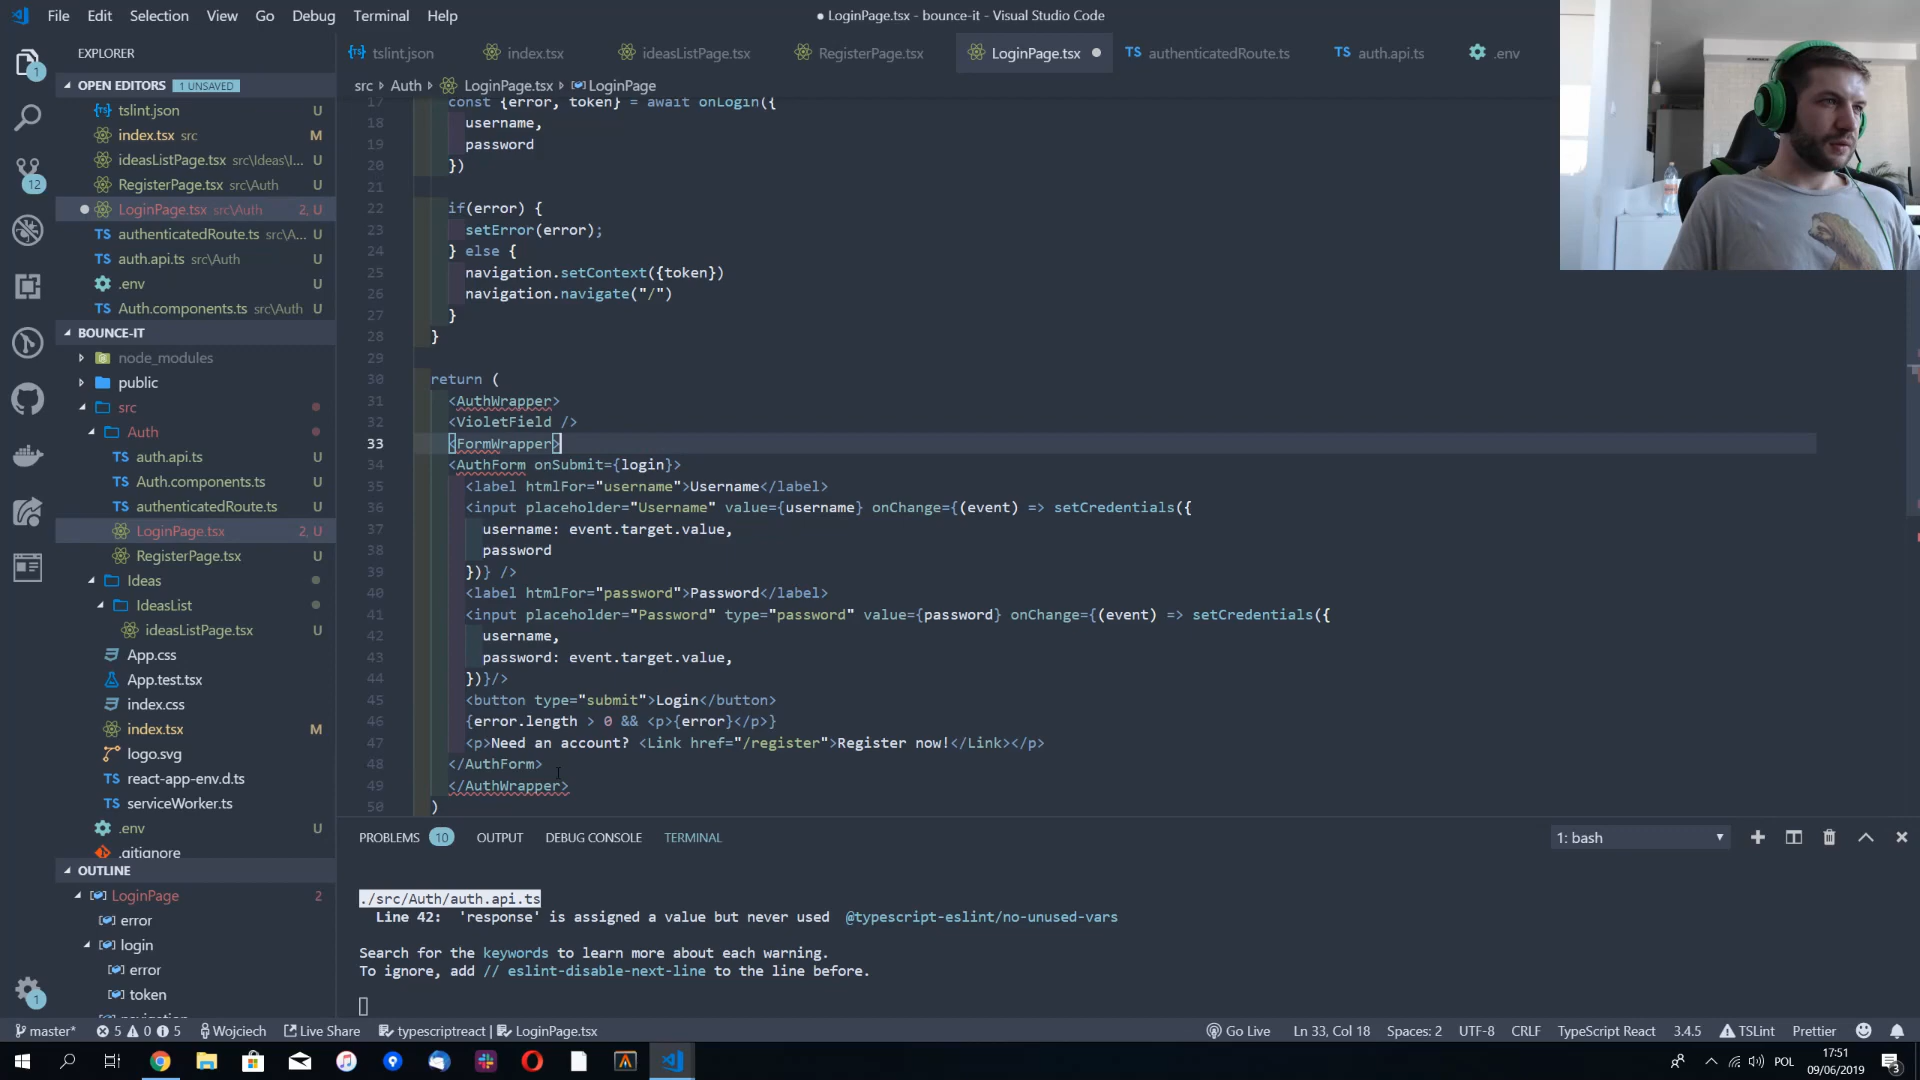 File Edit Selection View Go Debug Terminal Help
● LoginPage.tsx - bounce-it - Visual Studio Code
EXPLORER
OPEN EDITORS 1 UNSAVED
tslint.json U
index.tsx src M
ideasListPage.tsx src\Ideas\I... U
RegisterPage.tsx src\Auth U
LoginPage.tsx src\Auth 2, U
authenticatedRoute.ts src\A... U
auth.api.ts src\Auth U
.env U
Auth.components.ts src\Auth U
BOUNCE-IT
node_modules
public
src
Auth
auth.api.ts U
Auth.components.ts U
authenticatedRoute.ts U
LoginPage.tsx 2, U
RegisterPage.tsx U
Ideas
IdeasList
ideasListPage.tsx U
App.css
App.test.tsx
index.css
index.tsx M
logo.svg
react-app-env.d.ts
serviceWorker.ts
.env U
.gitignore
OUTLINE
LoginPage 2
error
login
error
token
1
12
1
tslint.json index.tsx ideasListPage.tsx RegisterPage.tsx LoginPage.tsx authenticatedRoute.ts auth.api.ts .env
src Auth LoginPage.tsx LoginPage
17 const {error, token} = await onLogin({
18 username,
19 password
20 })
21
22 if(error) {
23 setError(error);
24 } else {
25 navigation.setContext({token})
26 navigation.navigate("/")
27 }
28 }
29
30 return (
31 <AuthWrapper>
32 <VioletField />
33 <FormWrapper>
34 <AuthForm onSubmit={login}>
35 <label htmlFor="username">Username</label>
36 <input placeholder="Username" value={username} onChange={(event) => setCredentials({
37 username: event.target.value,
38 password
39 })} />
40 <label htmlFor="password">Password</label>
41 <input placeholder="Password" type="password" value={password} onChange={(event) => setCredentials({
42 username,
43 password: event.target.value,
44 })}/>
45 <button type="submit">Login</button>
46 {error.length > 0 && <p>{error}</p>}
47 <p>Need an account? <Link href="/register">Register now!</Link></p>
48 </AuthForm>
49 </AuthWrapper>
50 )
PROBLEMS 10 OUTPUT DEBUG CONSOLE TERMINAL
1: bash
./src/Auth/auth.api.ts
Line 42: 'response' is assigned a value but never used @typescript-eslint/no-unused-vars
Search for the keywords to learn more about each warning.
To ignore, add // eslint-disable-next-line to the line before.
master* 5 0 5 Wojciech Live Share typescriptreact | LoginPage.tsx
Go Live Ln 33, Col 18 Spaces: 2 UTF-8 CRLF TypeScript React 3.4.5 TSLint Prettier
POL
17:51
09/06/2019
3